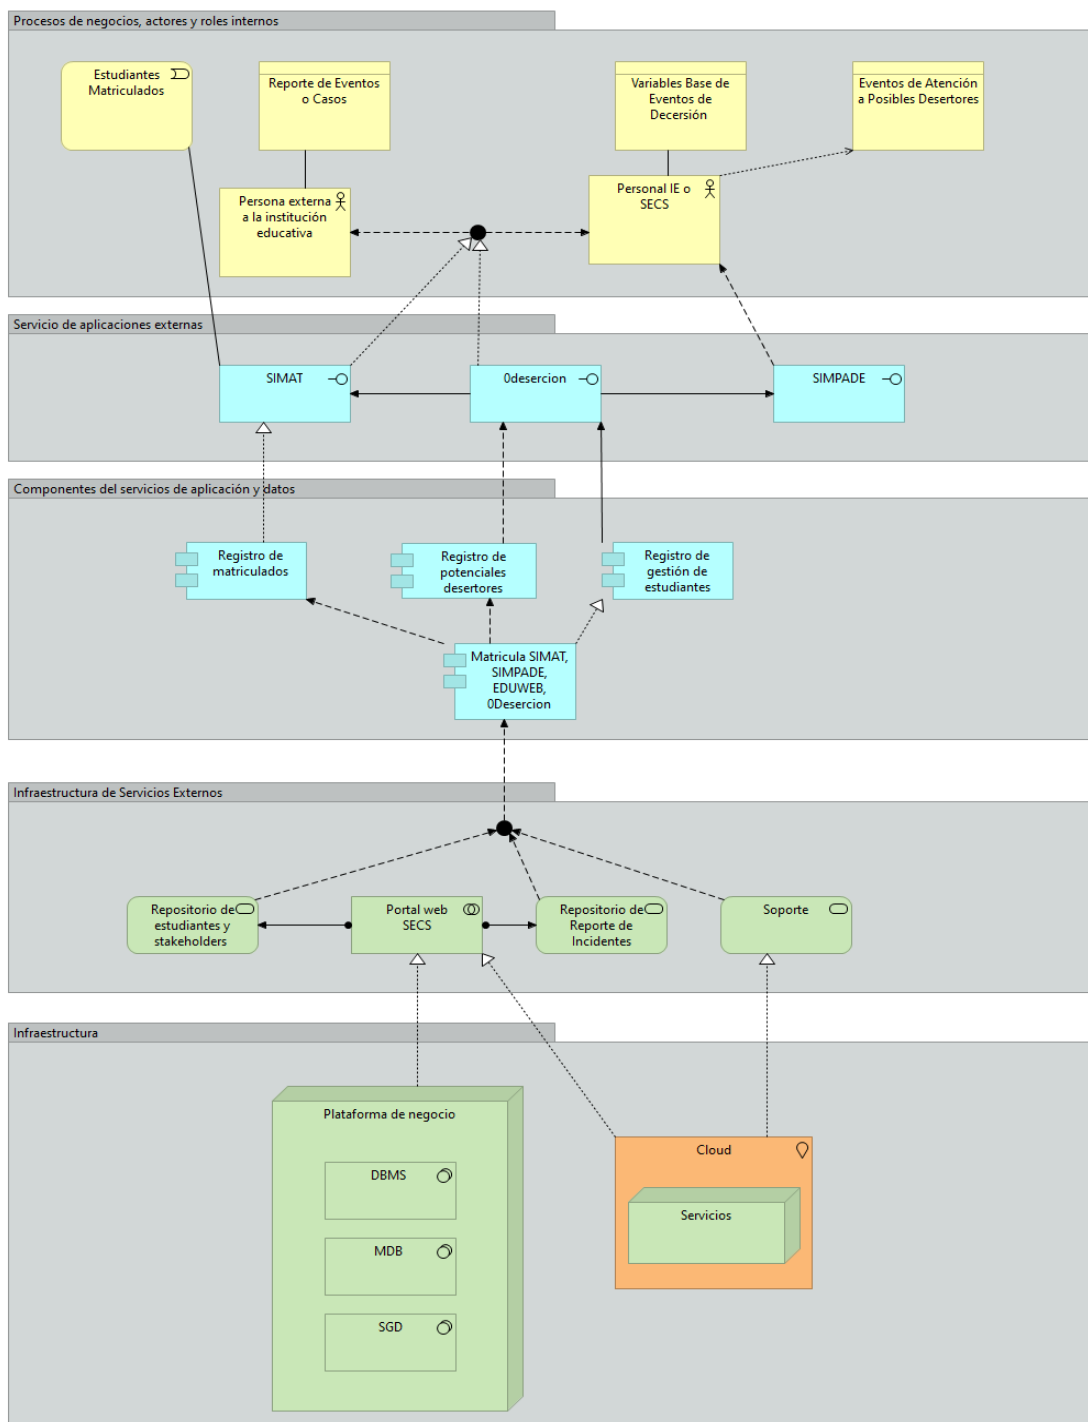 Procesos de negocios, actores y roles internos
Estudiantes
Matriculados
Reporte de Eventos
o Casos
Variables Base de
Eventos de
Decersión
Eventos de Atención
a Posibles Desertores
Persona externa
a la institución
educativa
Personal IE o
SECS
Servicio de aplicaciones externas
SIMAT
0desercion
SIMPADE
Componentes del servicios de aplicación y datos
Registro de
matriculados
Registro de
potenciales
desertores
Registro de
gestión de
estudiantes
Matricula SIMAT,
SIMPADE,
EDUWEB,
0Desercion
Infraestructura de Servicios Externos
Repositorio de
estudiantes y
stakeholders
Portal web
SECS
Repositorio de
Reporte de
Incidentes
Soporte
Infraestructura
Plataforma de negocio
DBMS
MDB
SGD
Cloud
Servicios